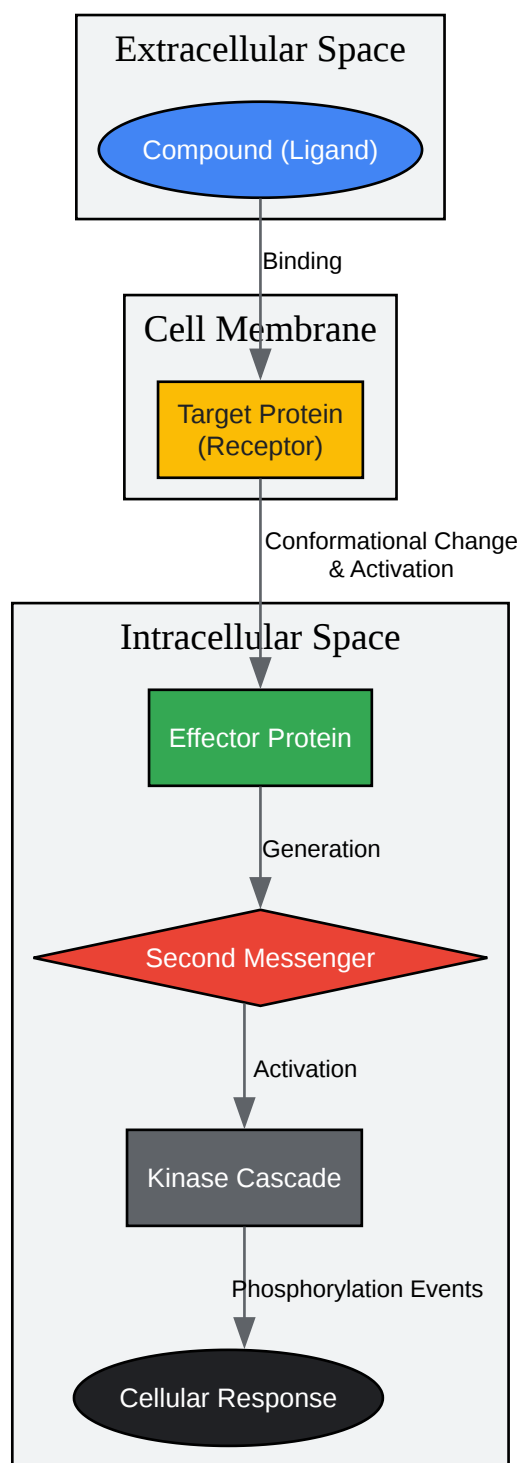 Extracellular Space
Compound (Ligand)
Binding
Cell Membrane
Target Protein
(Receptor)
Conformational Change
& Activation
Intracellular Space
Effector Protein
Generation
Second Messenger
Activation
Kinase Cascade
Phosphorylation Events
Cellular Response